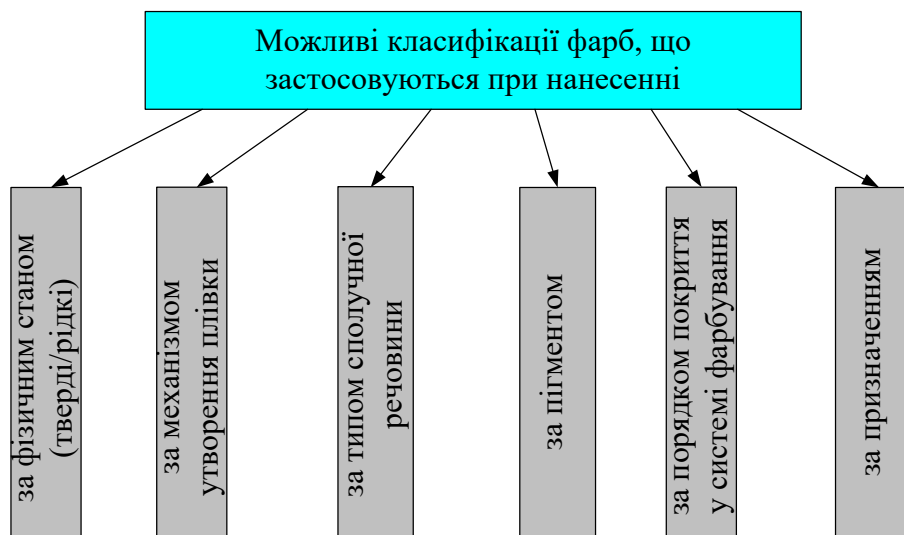 Можливі класифікації фарб, що
застосовуються при нанесенні
за фізичним станом
(тверді/рідкі)
за механізмом
утворення плівки
за типом сполучної
речовини
за пігментом
за порядком покриття
у системі фарбування
за призначенням